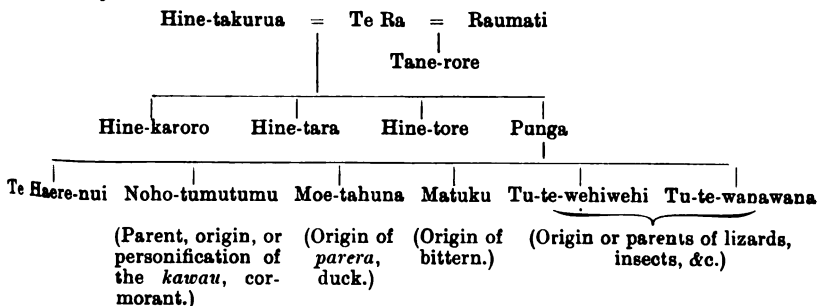 Hine-takurua = Te Ra = Raumati
Tane-rore
Hine-karoro Hine-tara Hine-tore Punga
Te Haere-nui Noho-tumutumu Moe-tahuna Matuku Tu-te-wehiwehi Tu-te-wanawana
(Parent, origin, or (Origin of (Origin of (Origin or parents of lizards,
personification of parera, bittern.) insects, &c.)
the kawau, cor- duck.)
morant.)